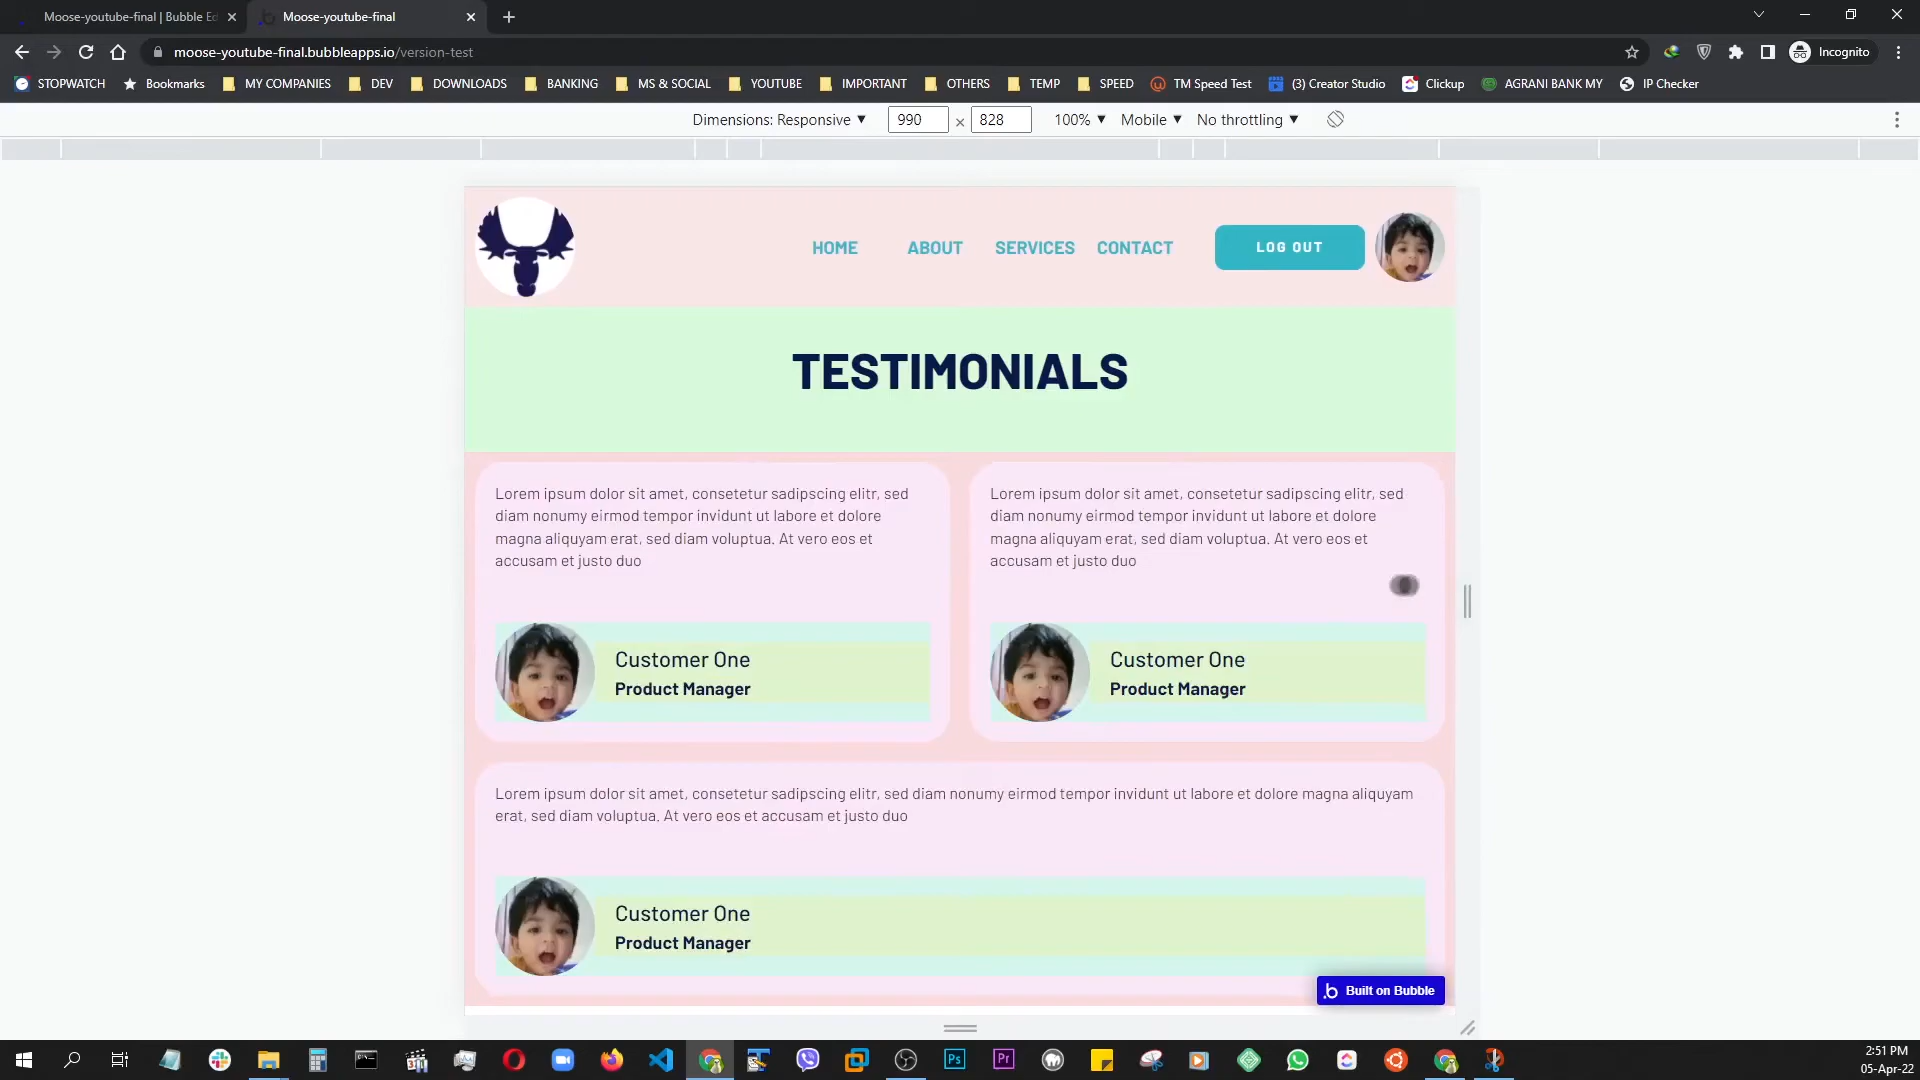 Moose-youtube-final | Bubble Ed
Moose-youtube-final
moose-youtube-final.bubbleapps.io/version-test
Incognito
STOPWATCH
Bookmarks
MY COMPANIES
DEV
DOWNLOADS
BANKING
MS & SOCIAL
YOUTUBE
IMPORTANT
OTHERS
TEMP
SPEED
TM Speed Test
(3) Creator Studio
Clickup
AGRANI BANK MY
IP Checker
Dimensions: Responsive ▼ 990 × 828 100% ▼ Mobile ▼ No throttling ▼
HOME ABOUT SERVICES CONTACT LOG OUT
TESTIMONIALS
Lorem ipsum dolor sit amet, consetetur sadipscing elitr, sed
diam nonumy eirmod tempor invidunt ut labore et dolore
magna aliquyam erat, sed diam voluptua. At vero eos et
accusam et justo duo
Customer One
Product Manager
Lorem ipsum dolor sit amet, consetetur sadipscing elitr, sed
diam nonumy eirmod tempor invidunt ut labore et dolore
magna aliquyam erat, sed diam voluptua. At vero eos et
accusam et justo duo
Customer One
Product Manager
Lorem ipsum dolor sit amet, consetetur sadipscing elitr, sed diam nonumy eirmod tempor invidunt ut labore et dolore magna aliquyam
erat, sed diam voluptua. At vero eos et accusam et justo duo
Customer One
Product Manager
Built on Bubble
Ps
Pr
2:51 PM
05-Apr-22